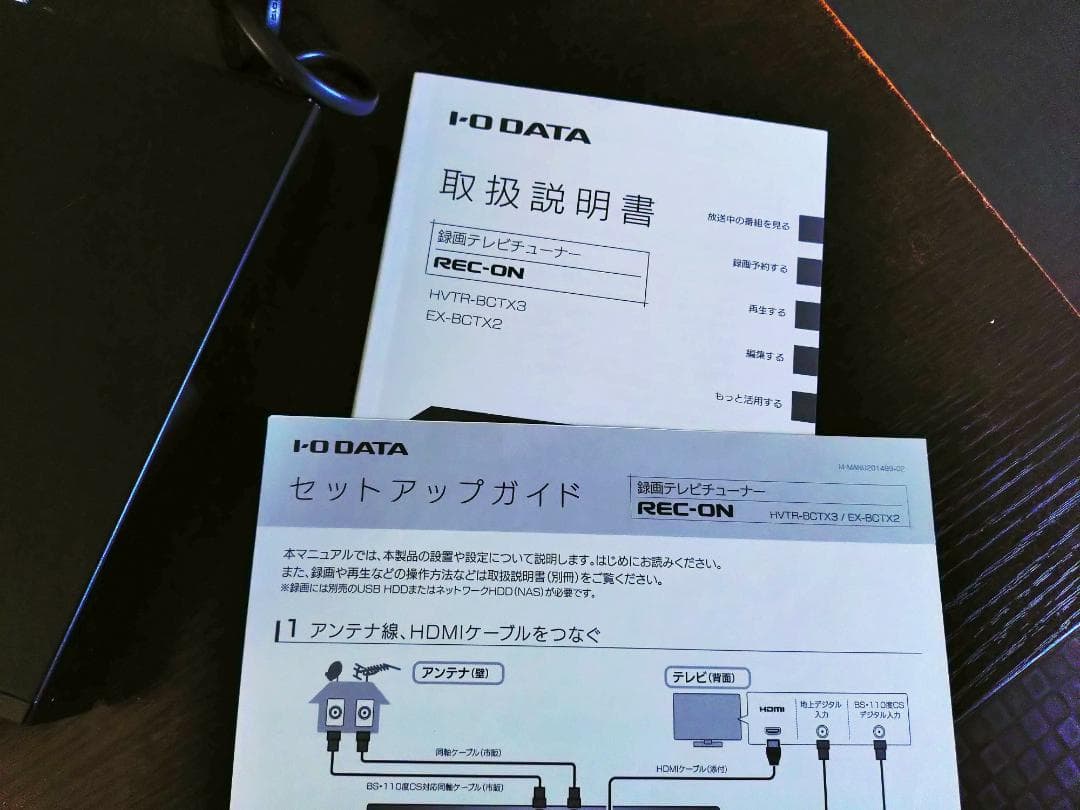 I-O DATA
取扱説明書
録画テレビチューナー
REC-ON
HVTR-BCTX3
EX-BCTX2
放送中の番組を見る
録画予約する
再生する
編集する
もっと活用する
I-O DATA
セットアップガイド
録画テレビチューナー
REC-ON HVTR-BCTX3 / EX-BCTX2
本マニュアルでは、本製品の設置や設定について説明します。はじめにお読みください。
また、録画や再生などの操作方法などは取扱説明書(別冊)をご覧ください。
※録画には別売のUSB HDDまたはネットワークHDD(NAS)が必要です。
1 アンテナ線、HDMIケーブルをつなぐ
アンテナ(壁)
テレビ(背面)
HDMI
地上デジタル
入力
BS・110度CS
デジタル入力
同軸ケーブル(市販)
HDMIケーブル(添付)
BS・110度CS対応同軸ケーブル(市販)